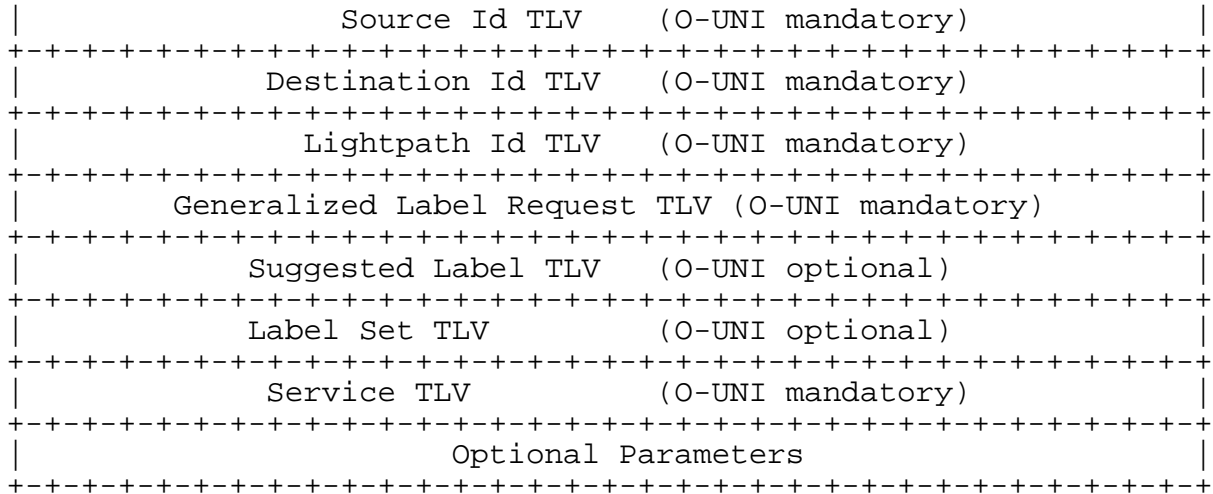 |                 Source Id TLV    (O-UNI mandatory)            |
+-+-+-+-+-+-+-+-+-+-+-+-+-+-+-+-+-+-+-+-+-+-+-+-+-+-+-+-+-+-+-+-+
|             Destination Id TLV   (O-UNI mandatory)            |
+-+-+-+-+-+-+-+-+-+-+-+-+-+-+-+-+-+-+-+-+-+-+-+-+-+-+-+-+-+-+-+-+
|               Lightpath Id TLV   (O-UNI mandatory)            |
+-+-+-+-+-+-+-+-+-+-+-+-+-+-+-+-+-+-+-+-+-+-+-+-+-+-+-+-+-+-+-+-+
|        Generalized Label Request TLV (O-UNI mandatory)        |
+-+-+-+-+-+-+-+-+-+-+-+-+-+-+-+-+-+-+-+-+-+-+-+-+-+-+-+-+-+-+-+-+
|            Suggested Label TLV   (O-UNI optional)             |
+-+-+-+-+-+-+-+-+-+-+-+-+-+-+-+-+-+-+-+-+-+-+-+-+-+-+-+-+-+-+-+-+
|            Label Set TLV         (O-UNI optional)             |
+-+-+-+-+-+-+-+-+-+-+-+-+-+-+-+-+-+-+-+-+-+-+-+-+-+-+-+-+-+-+-+-+
|             Service TLV          (O-UNI mandatory)            |
+-+-+-+-+-+-+-+-+-+-+-+-+-+-+-+-+-+-+-+-+-+-+-+-+-+-+-+-+-+-+-+-+
|                       Optional Parameters                     |
+-+-+-+-+-+-+-+-+-+-+-+-+-+-+-+-+-+-+-+-+-+-+-+-+-+-+-+-+-+-+-+-+